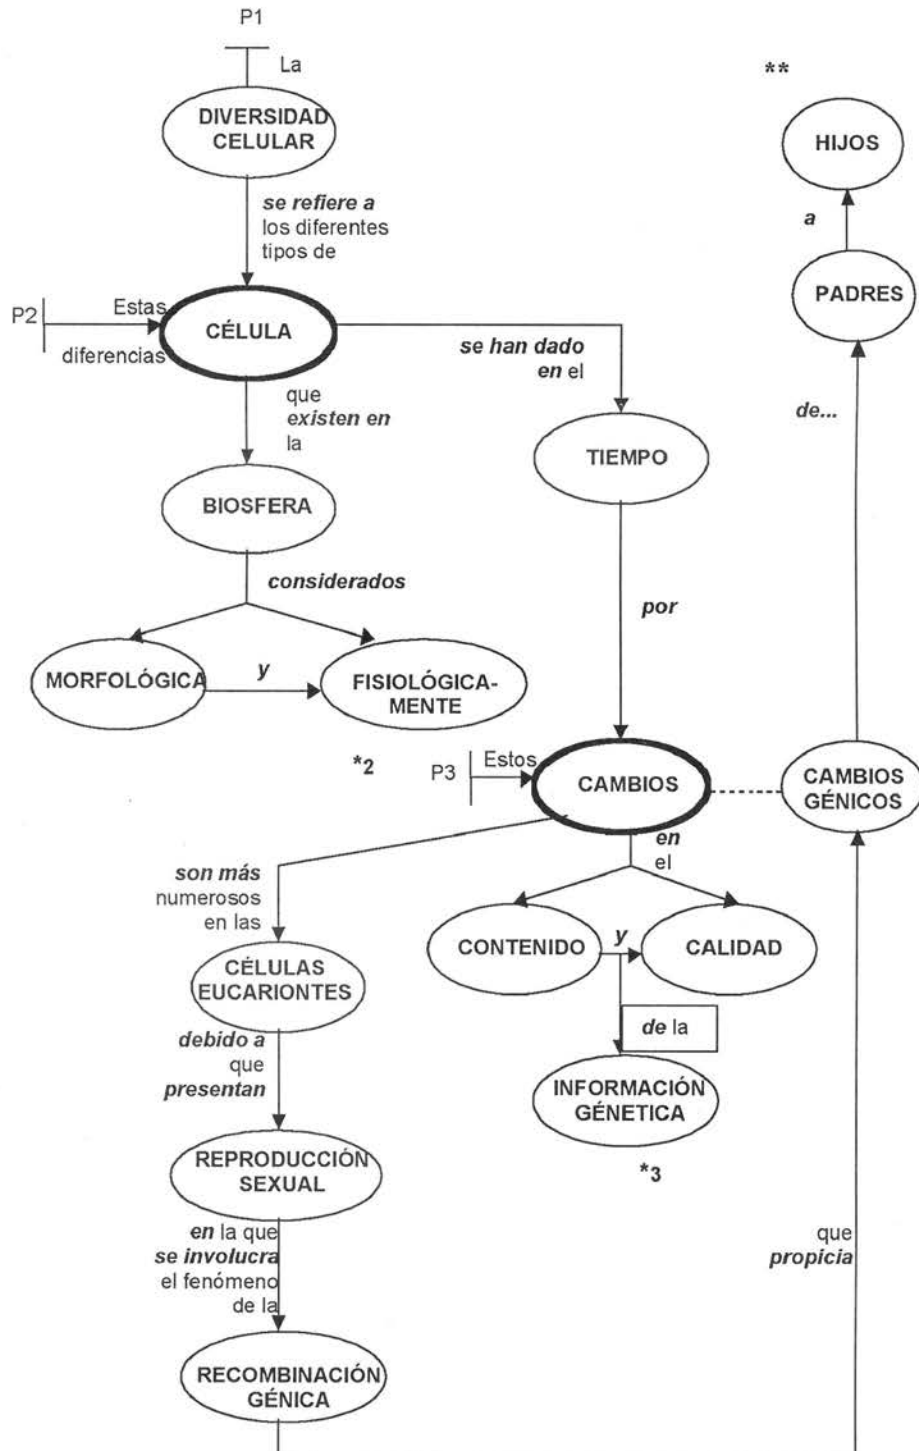 P1
La
DIVERSIDAD
CELULAR
se refiere a
los diferentes
tipos de
P2
Estas
diferencias
CÉLULA
que
existen en
la
BIOSFERA
considerados
MORFOLÓGICA
y
FISIOLÓGICA-
MENTE
*2
se han dado
en el
TIEMPO
por
P3
Estos
CAMBIOS
en
el
CONTENIDO
y
CALIDAD
de la
INFORMACIÓN
GÉNETICA
*3
son más
numerosos
en las
CÉLULAS
EUCARIONTES
debido a
que
presentan
REPRODUCCIÓN
SEXUAL
en la que
se involucra
el fenómeno
de la
RECOMBINACIÓN
GÉNICA
que
propicia
CAMBIOS
GÉNICOS
de...
PADRES
a
HIJOS
**